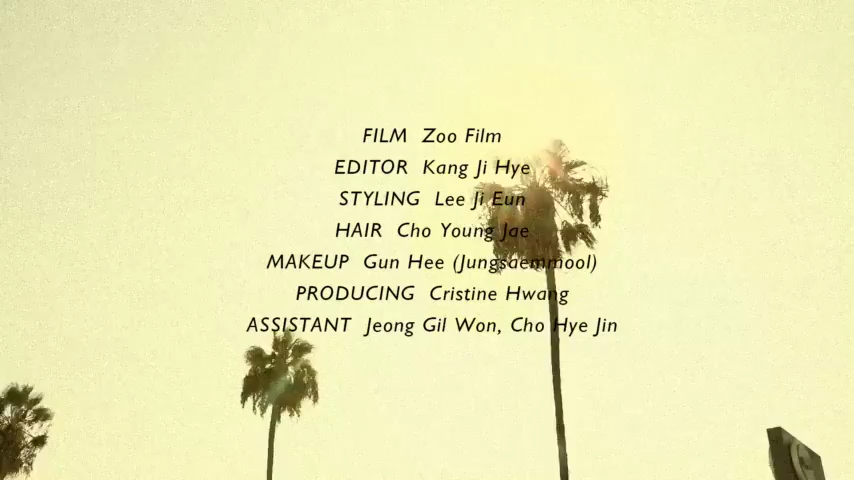 FILM Zoo Film
EDITOR Kang Ji Hye
STYLING Lee Ji Eun
HAIR Cho Young Jae
MAKEUP Gun Hee (Jungsaemmool)
PRODUCING Cristine Hwang
ASSISTANT Jeong Gil Won, Cho Hye Jin